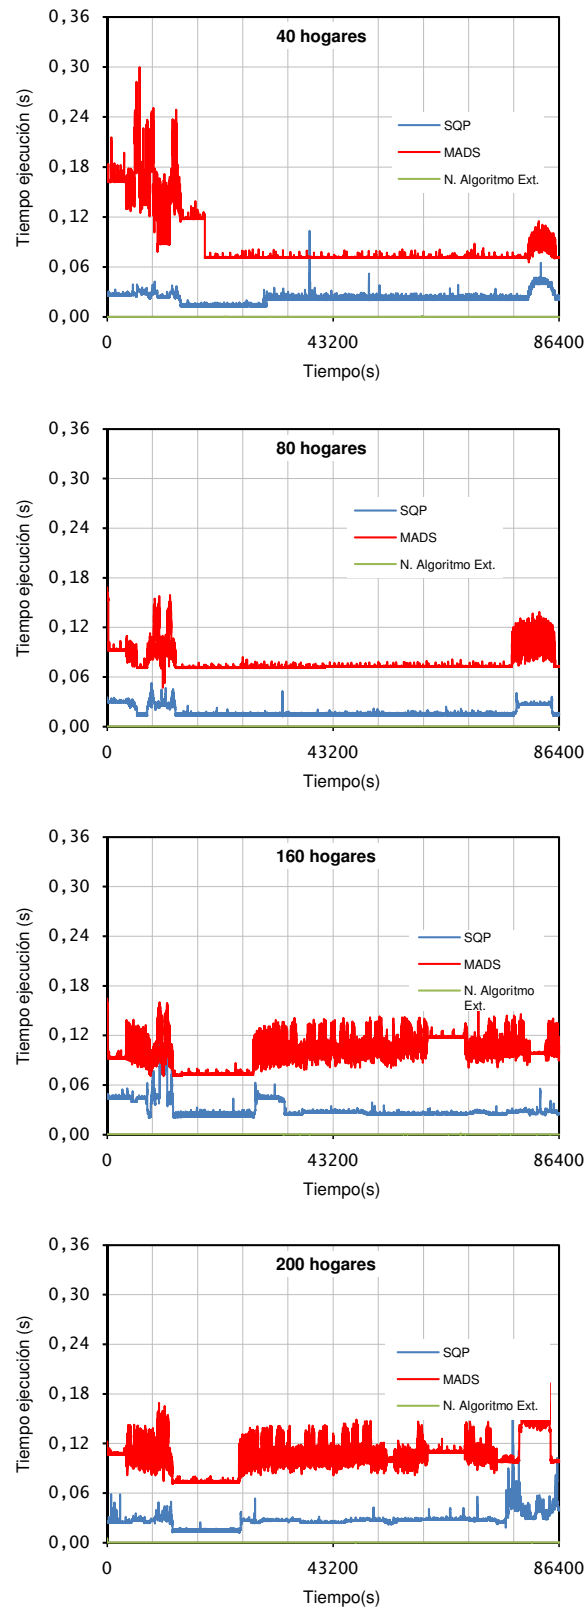 40 hogares
Tiempo ejecución (s)
0,36
0,30
0,24
0,18
0,12
0,06
0,00
SQP
MADS
N. Algoritmo Ext.
0
43200
86400
Tiempo(s)
80 hogares
Tiempo ejecución (s)
0,36
0,30
0,24
0,18
0,12
0,06
0,00
SQP
MADS
N. Algoritmo Ext.
0
43200
86400
Tiempo(s)
160 hogares
Tiempo ejecución (s)
0,36
0,30
0,24
0,18
0,12
0,06
0,00
SQP
MADS
N. Algoritmo
Ext.
0
43200
86400
Tiempo(s)
200 hogares
Tiempo ejecución (s)
0,36
0,30
0,24
0,18
0,12
0,06
0,00
SQP
MADS
N. Algoritmo Ext.
0
43200
86400
Tiempo(s)